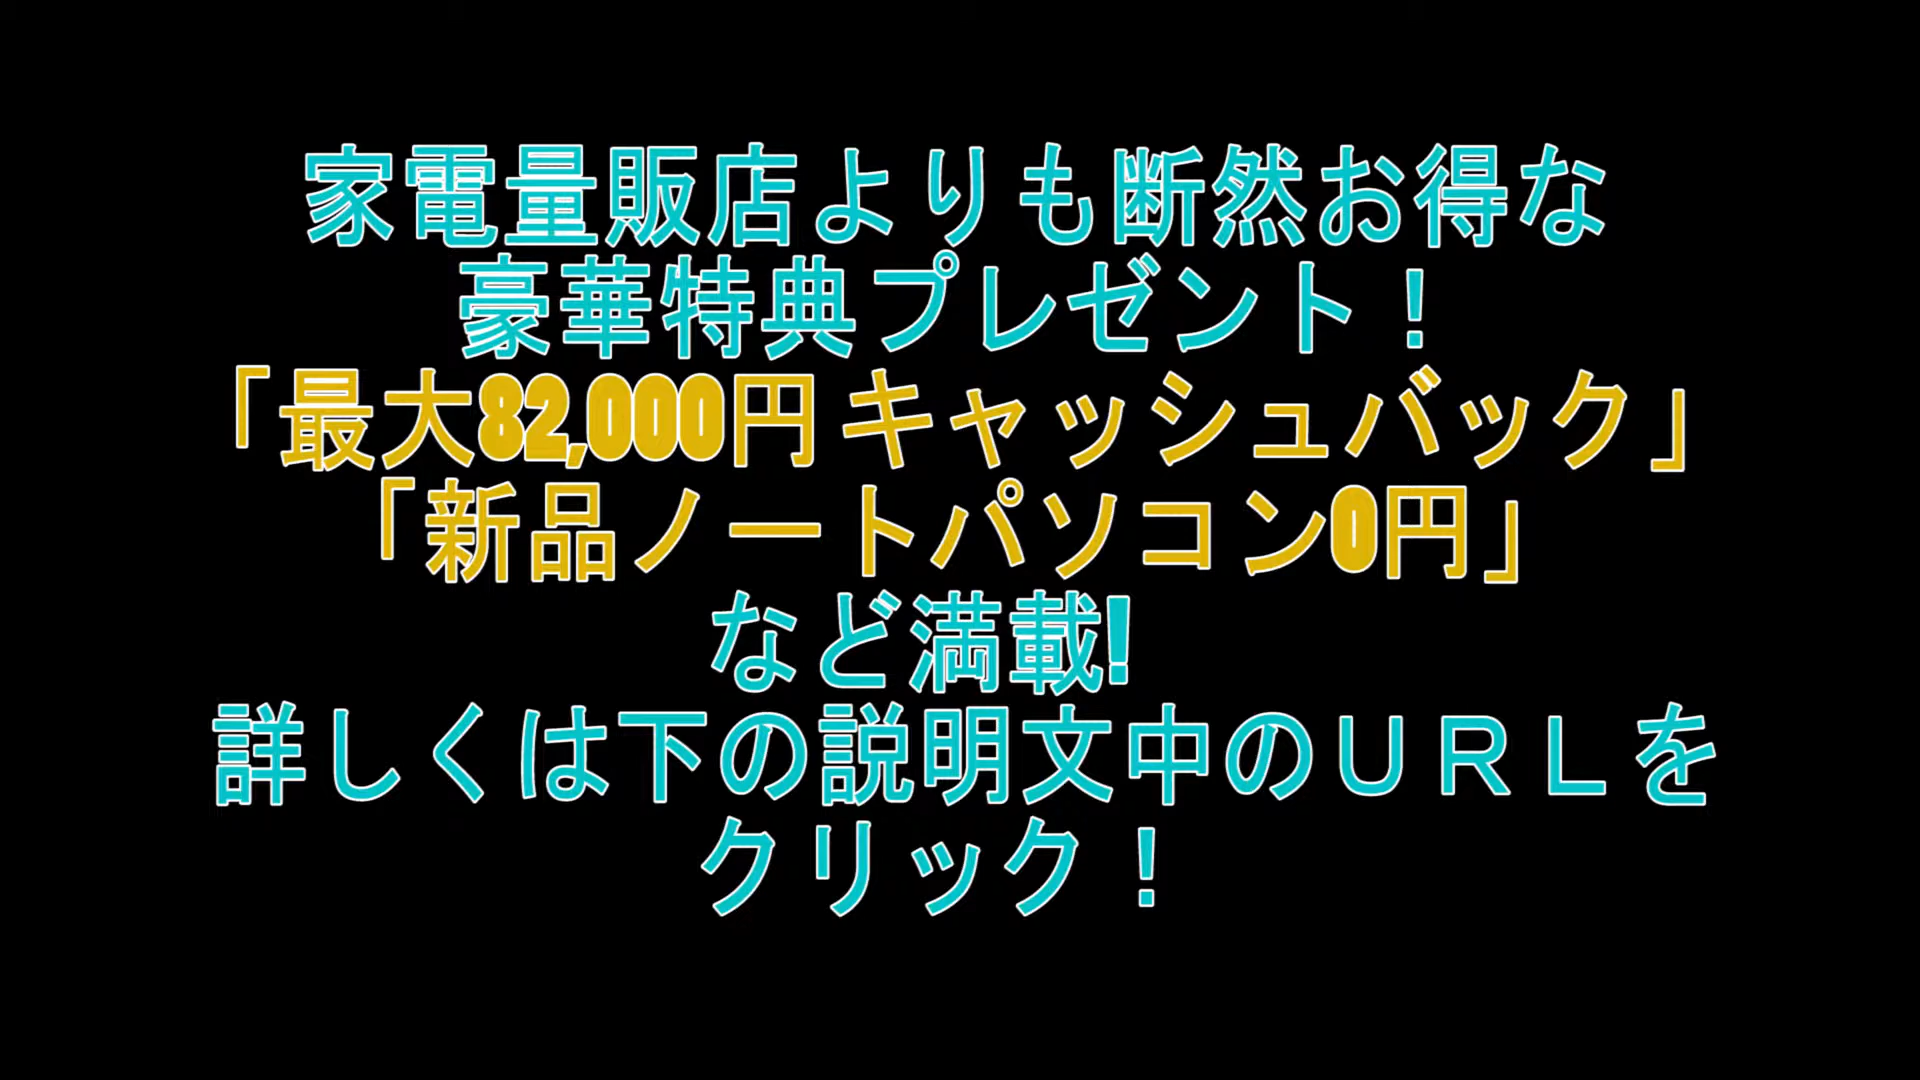 家電量販店よりも断然お得な
豪華特典プレゼント！
「最大82,000円キャッシュバック」
「新品ノートパソコン0円」
など満載!
詳しくは下の説明文中のＵＲＬを
クリック！